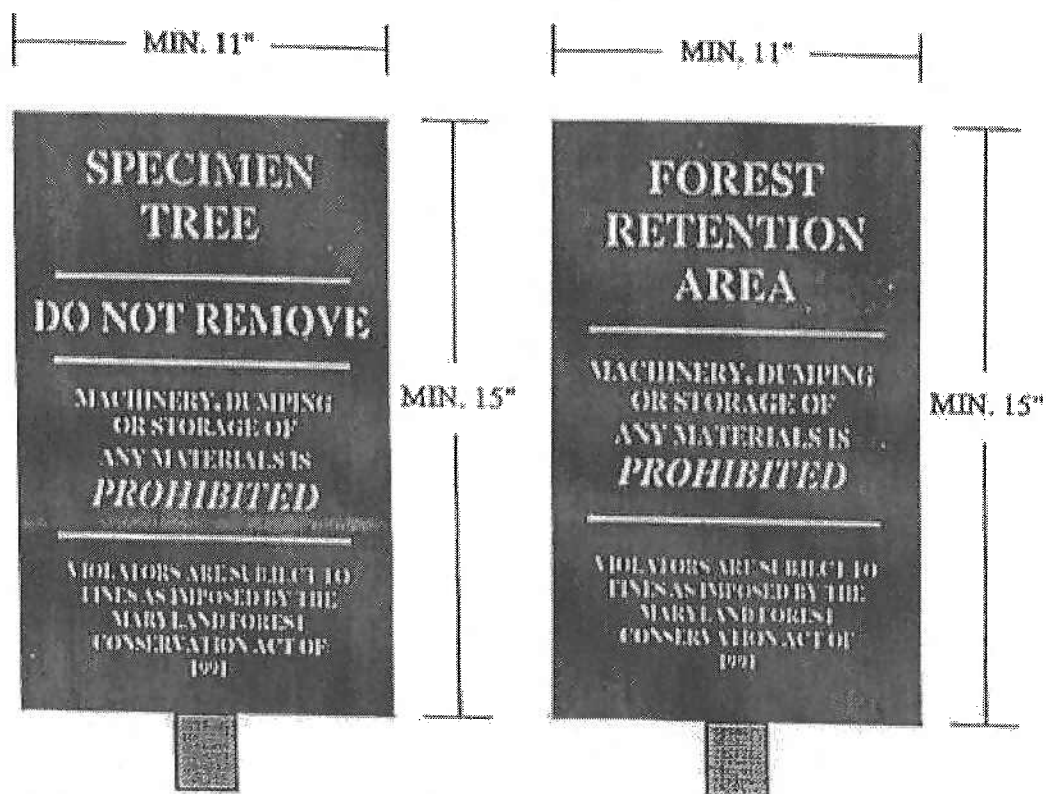 MIN. 11"
SPECIMEN
TREE
DO NOT REMOVE
MACHINERY, DUMPING
OR STORAGE OF
ANY MATERIALS IS
PROHIBITED
VIOLATORS ARE SUBJECT TO
FINES AS IMPOSED BY THE
MARYLAND FOREST
CONSERVATION ACT OF
1991
MIN. 15"
MIN. 11"
FOREST
RETENTION
AREA
MACHINERY, DUMPING
OR STORAGE OF
ANY MATERIALS IS
PROHIBITED
VIOLATORS ARE SUBJECT TO
FINES AS IMPOSED BY THE
MARYLAND FOREST
CONSERVATION ACT OF
1991
MIN. 15"